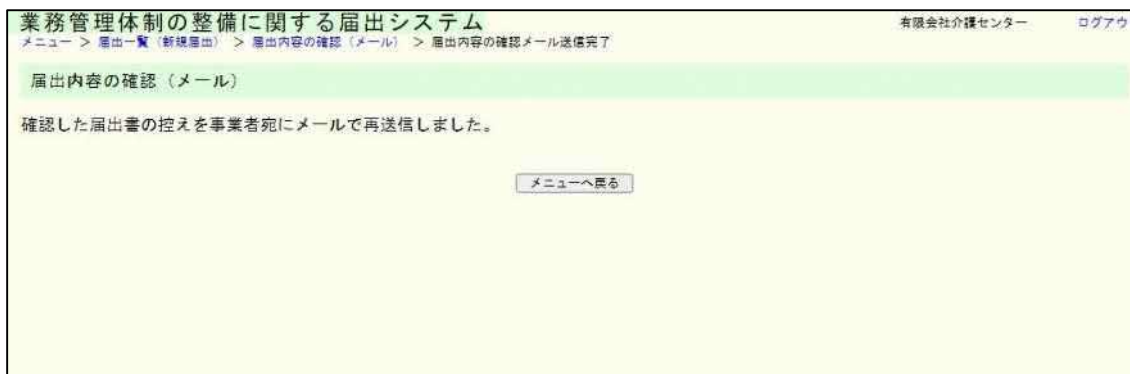 業務管理体制の整備に関する届出システム
有限会社介護センター
ログアウ
メニュー > 届出一覧（新規届出） > 届出内容の確認（メール） > 届出内容の確認メール送信完了
届出内容の確認（メール）
確認した届出書の控えを事業者宛にメールで再送信しました。
メニューへ戻る